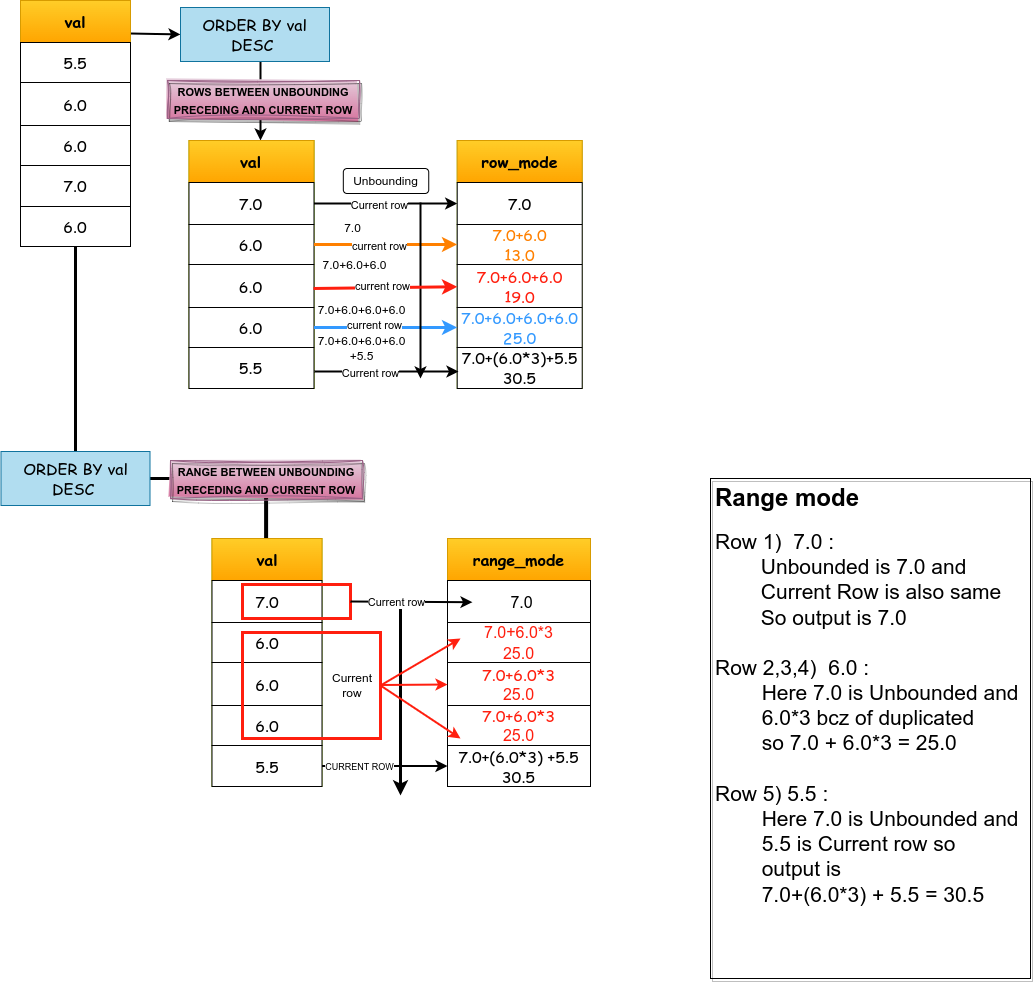 val
5.5
6.0
6.0
7.0
6.0
ORDER BY val
DESC
ROWS BETWEEN UNBOUNDING
PRECEDING AND CURRENT ROW
val
7.0
6.0
6.0
6.0
5.5
Unbounding
Current row
7.0
current row
7.0+6.0+6.0
current row
7.0+6.0+6.0+6.0
current row
7.0+6.0+6.0+6.0
+5.5
Current row
row_mode
7.0
7.0+6.0
13.0
7.0+6.0+6.0
19.0
7.0+6.0+6.0+6.0
25.0
7.0+(6.0*3)+5.5
30.5
ORDER BY val
DESC
RANGE BETWEEN UNBOUNDING
PRECEDING AND CURRENT ROW
val
7.0
6.0
6.0
6.0
5.5
Current row
Current
row
CURRENT ROW
range_mode
7.0
7.0+6.0*3
25.0
7.0+6.0*3
25.0
7.0+6.0*3
25.0
7.0+(6.0*3) +5.5
30.5
Range mode
Row 1)  7.0 :
Unbounded is 7.0 and
Current Row is also same
So output is 7.0
Row 2,3,4)  6.0 :
Here 7.0 is Unbounded and
6.0*3 bcz of duplicated
so 7.0 + 6.0*3 = 25.0
Row 5) 5.5 :
Here 7.0 is Unbounded and
5.5 is Current row so
output is
7.0+(6.0*3) + 5.5 = 30.5